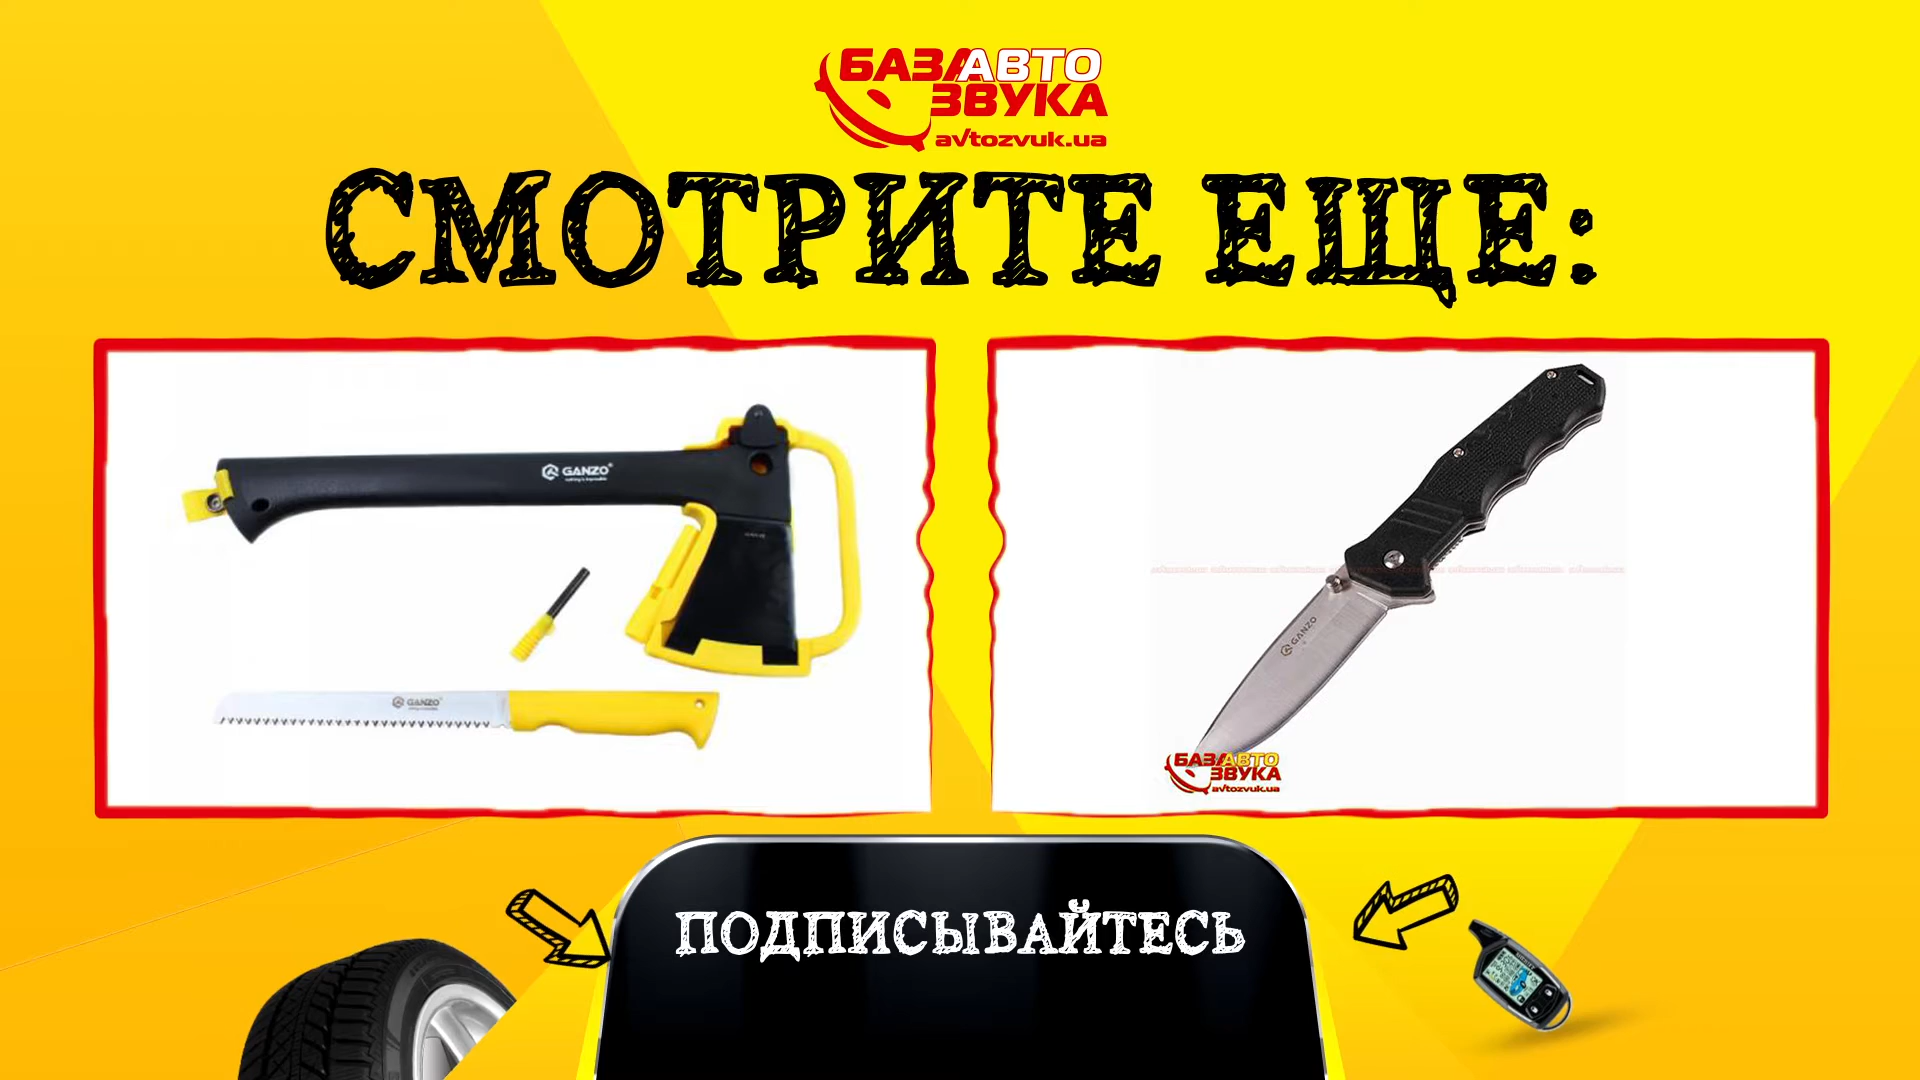 БАЗА АВТО
ЗВУКА
avtozvuk.ua
СМОТРИТЕ ЕЩЕ:
GANZO
GANZO
GANZO
БАЗА АВТО
ЗВУКА
avtozvuk.ua
ПОДПИСЫВАЙТЕСЬ